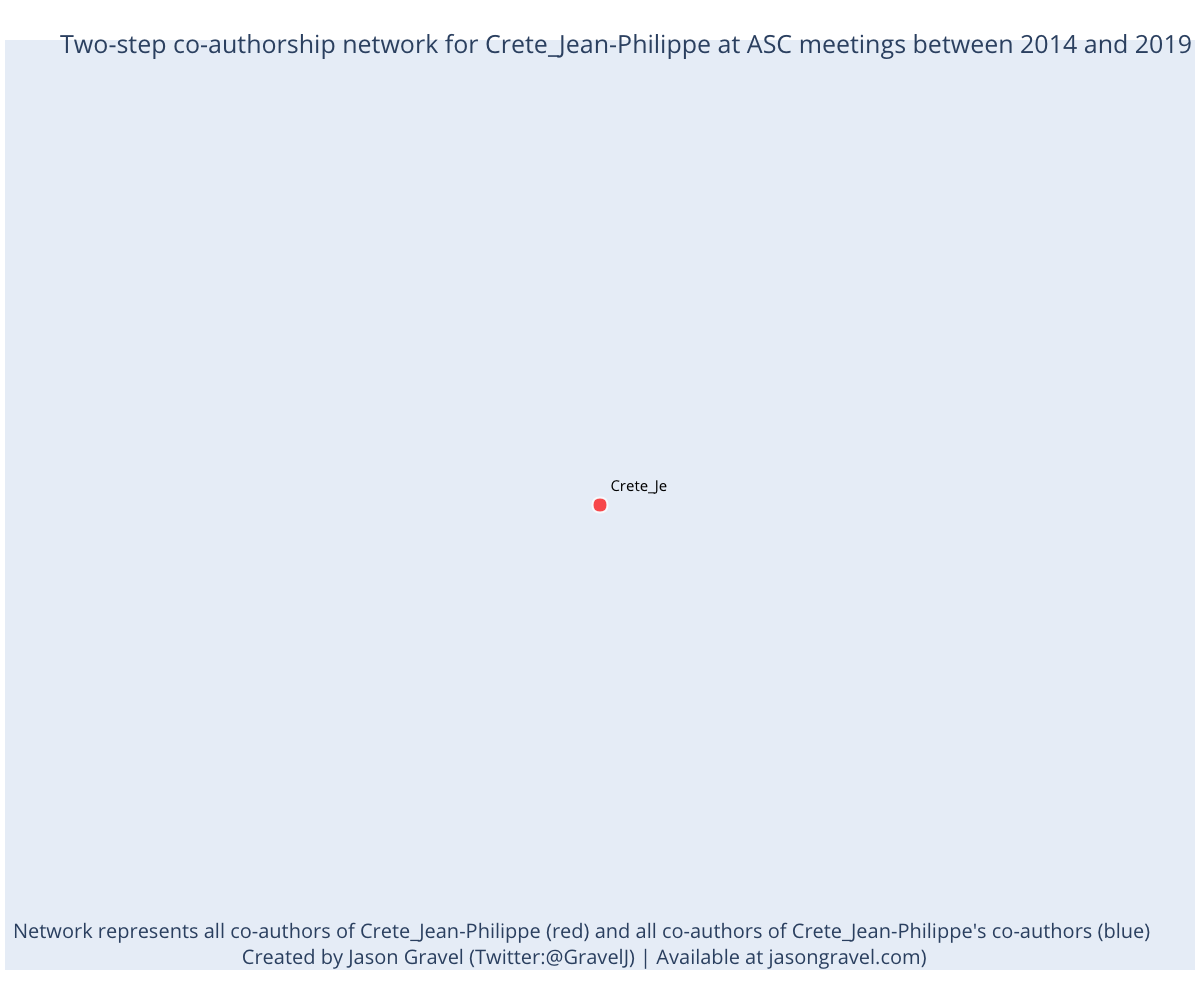 Two-step co-authorship network for Crete_Jean-Philippe at ASC meetings between 2014 and 2019
Crete_Je
Network represents all co-authors of Crete_Jean-Philippe (red) and all co-authors of Crete_Jean-Philippe's co-authors (blue)
Created by Jason Gravel (Twitter:@GravelJ) | Available at jasongravel.com)